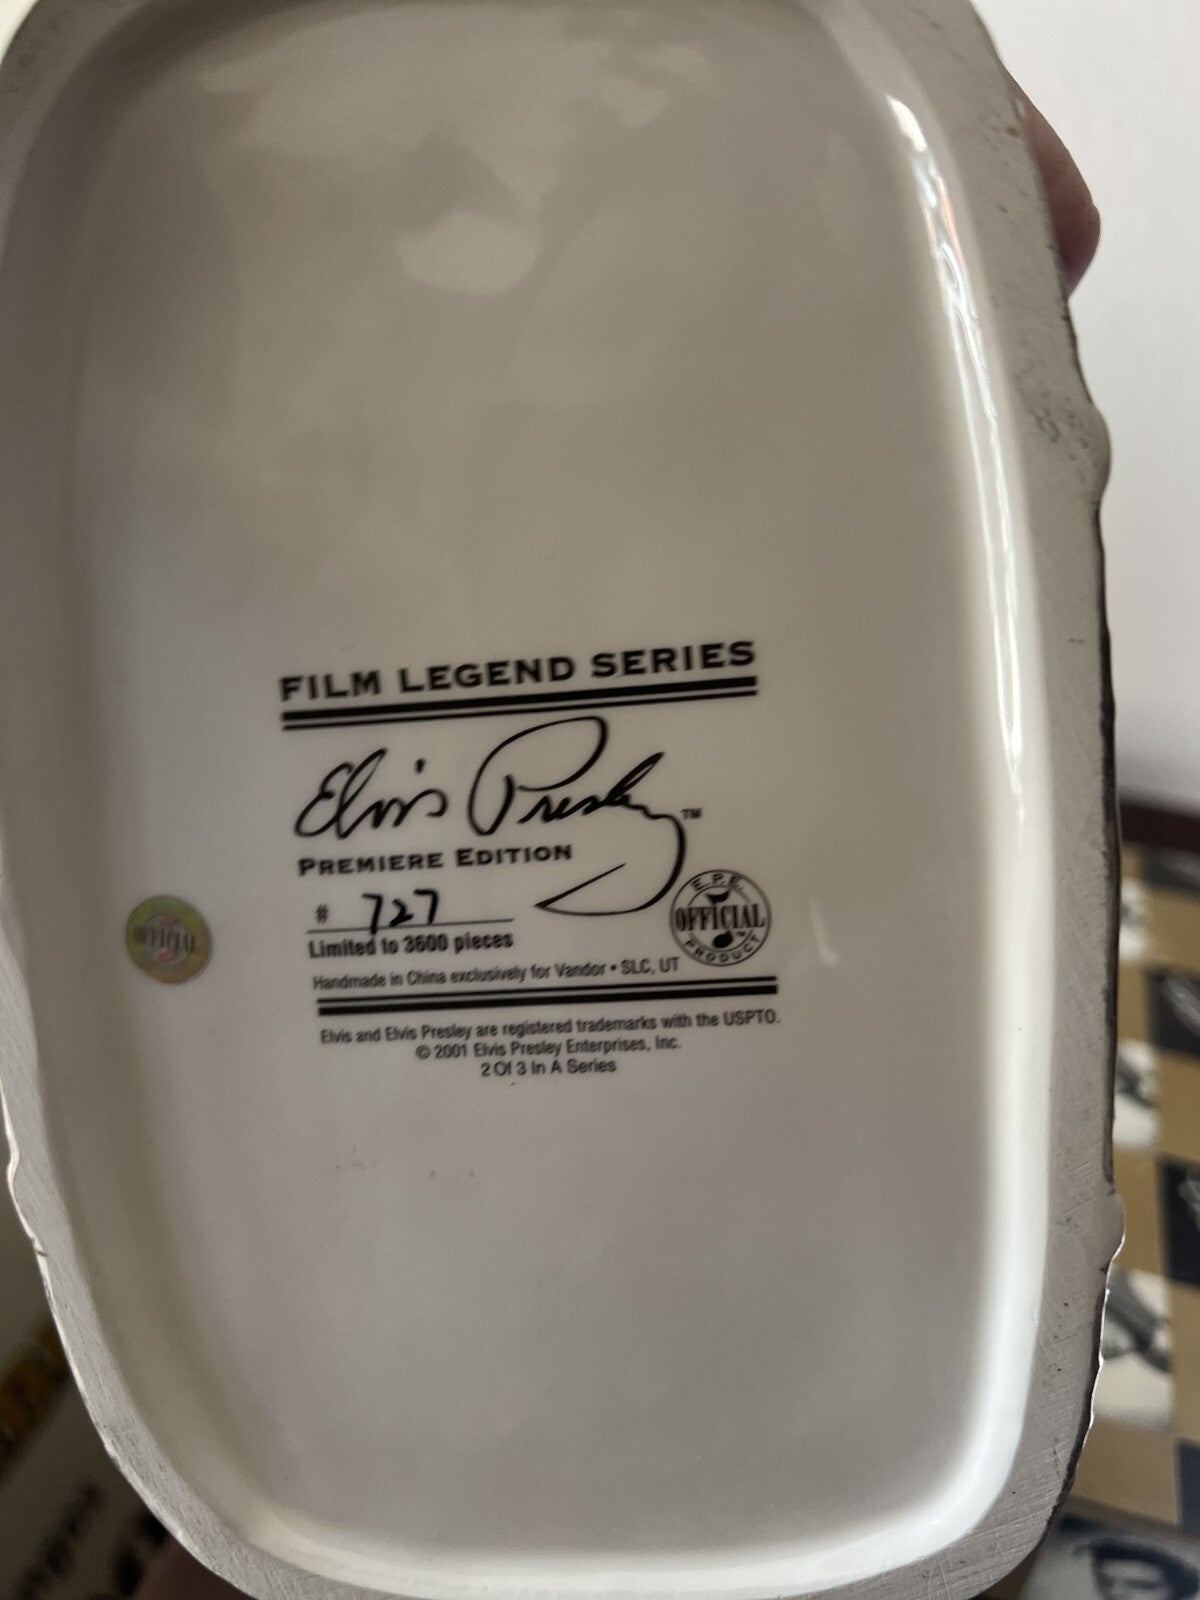 FILM LEGEND SERIES
Elvis Presley™
PREMIERE EDITION
# 727
Limited to 3600 pieces
E.P.E.
OFFICIAL
PRODUCT
Handmade in China exclusively for Vandor • SLC, UT
Elvis and Elvis Presley are registered trademarks with the USPTO.
© 2001 Elvis Presley Enterprises, Inc.
2 Of 3 In A Series